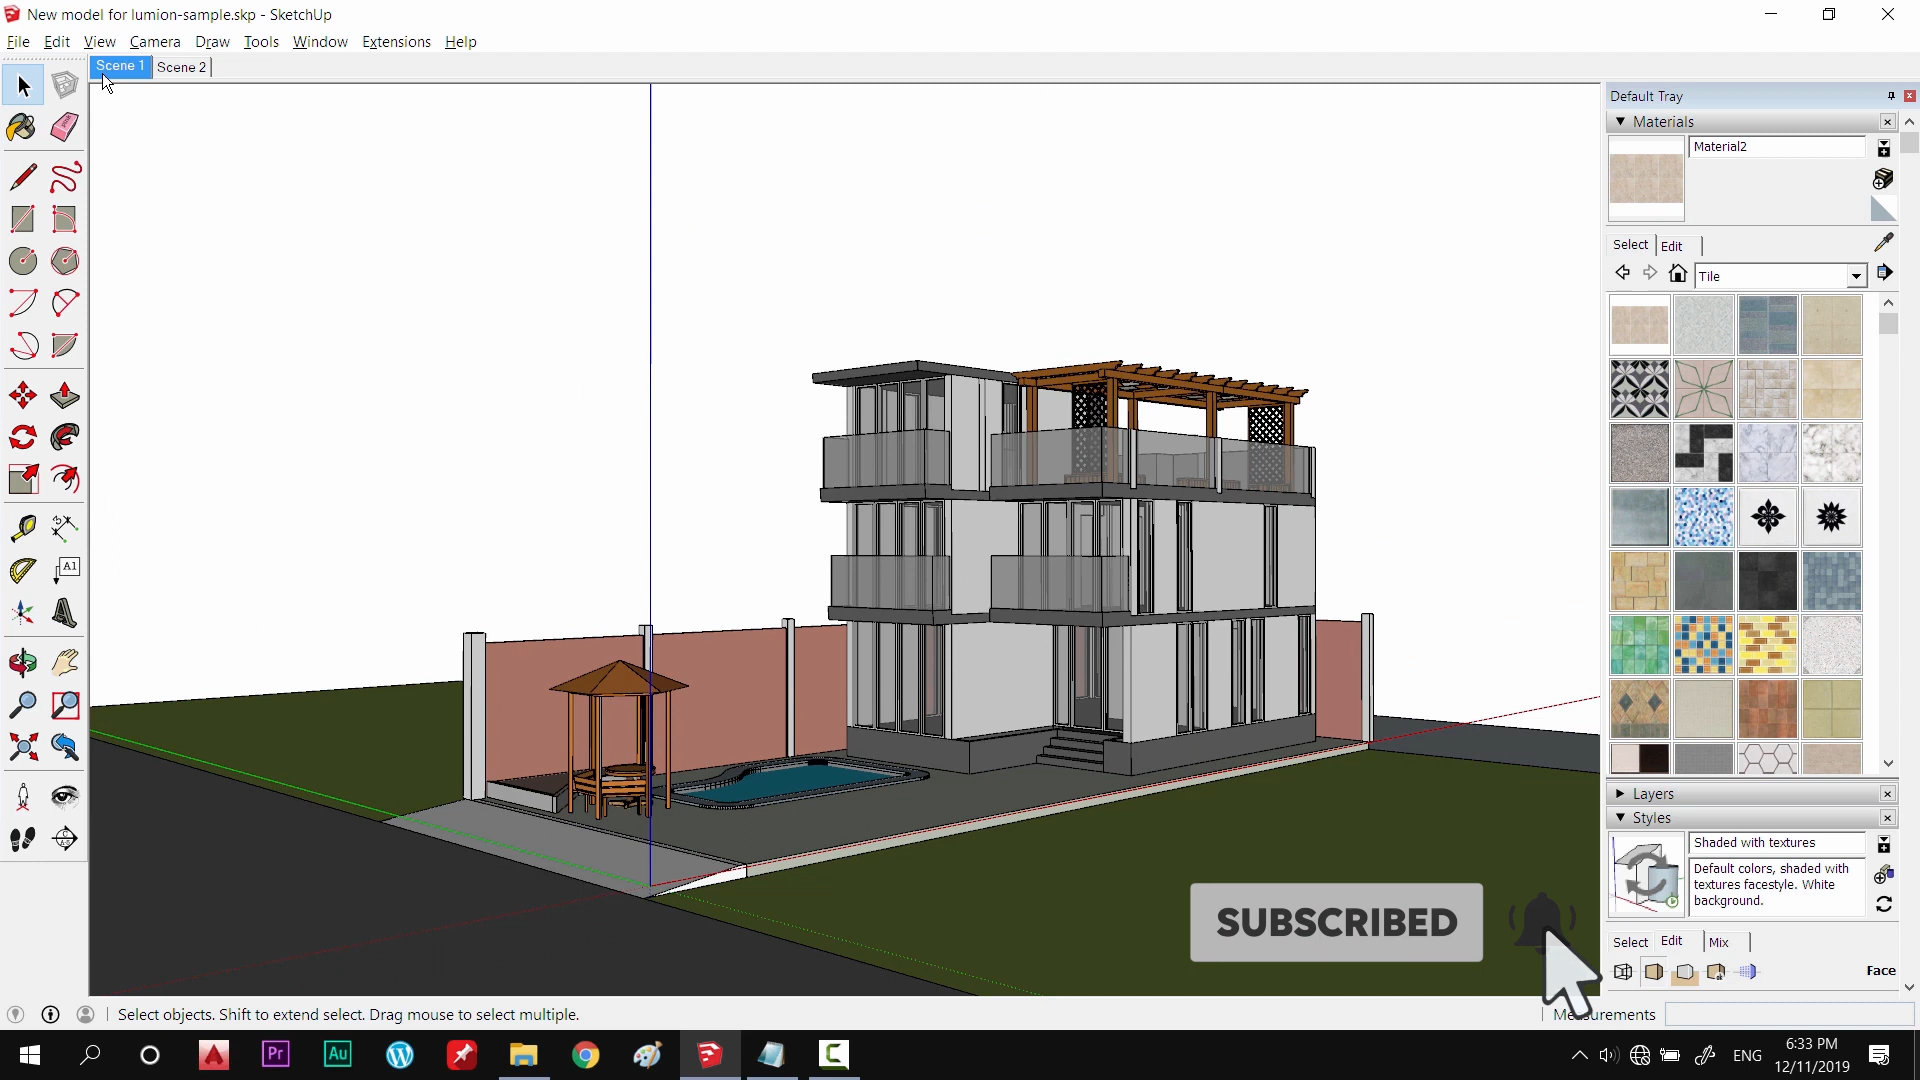 New model for lumion-sample.skp - SketchUp
File Edit View Camera Draw Tools Window Extensions Help
Scene 1 Scene 2
Default Tray
Materials
Material2
Select Edit
Tile
A1
Layers
Styles
Shaded with textures
Default colors, shaded with
textures facestyle. White
background.
SUBSCRIBED
Select Edit Mix
Face
Select objects. Shift to extend select. Drag mouse to select multiple.
Pr Au
ENG
6:33 PM
12/11/2019